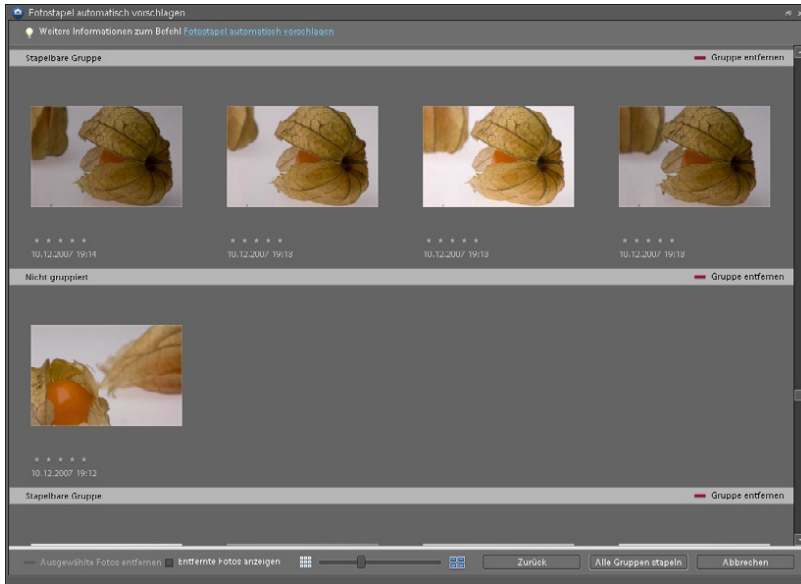 Fotostapel automatisch vorschlagen
Weitere Informationen zum Befehl Fotostapel automatisch vorschlagen
Stapelbare Gruppe Gruppe entfernen
10.12.2007 19:14 10.12.2007 19:13 10.12.2007 19:13 10.12.2007 19:13
Nicht gruppiert Gruppe entfernen
10.12.2007 19:12
Stapelbare Gruppe Gruppe entfernen
Ausgewählte Fotos entfernen Entfernte Fotos anzeigen Zurück Alle Gruppen stapeln Abbrechen